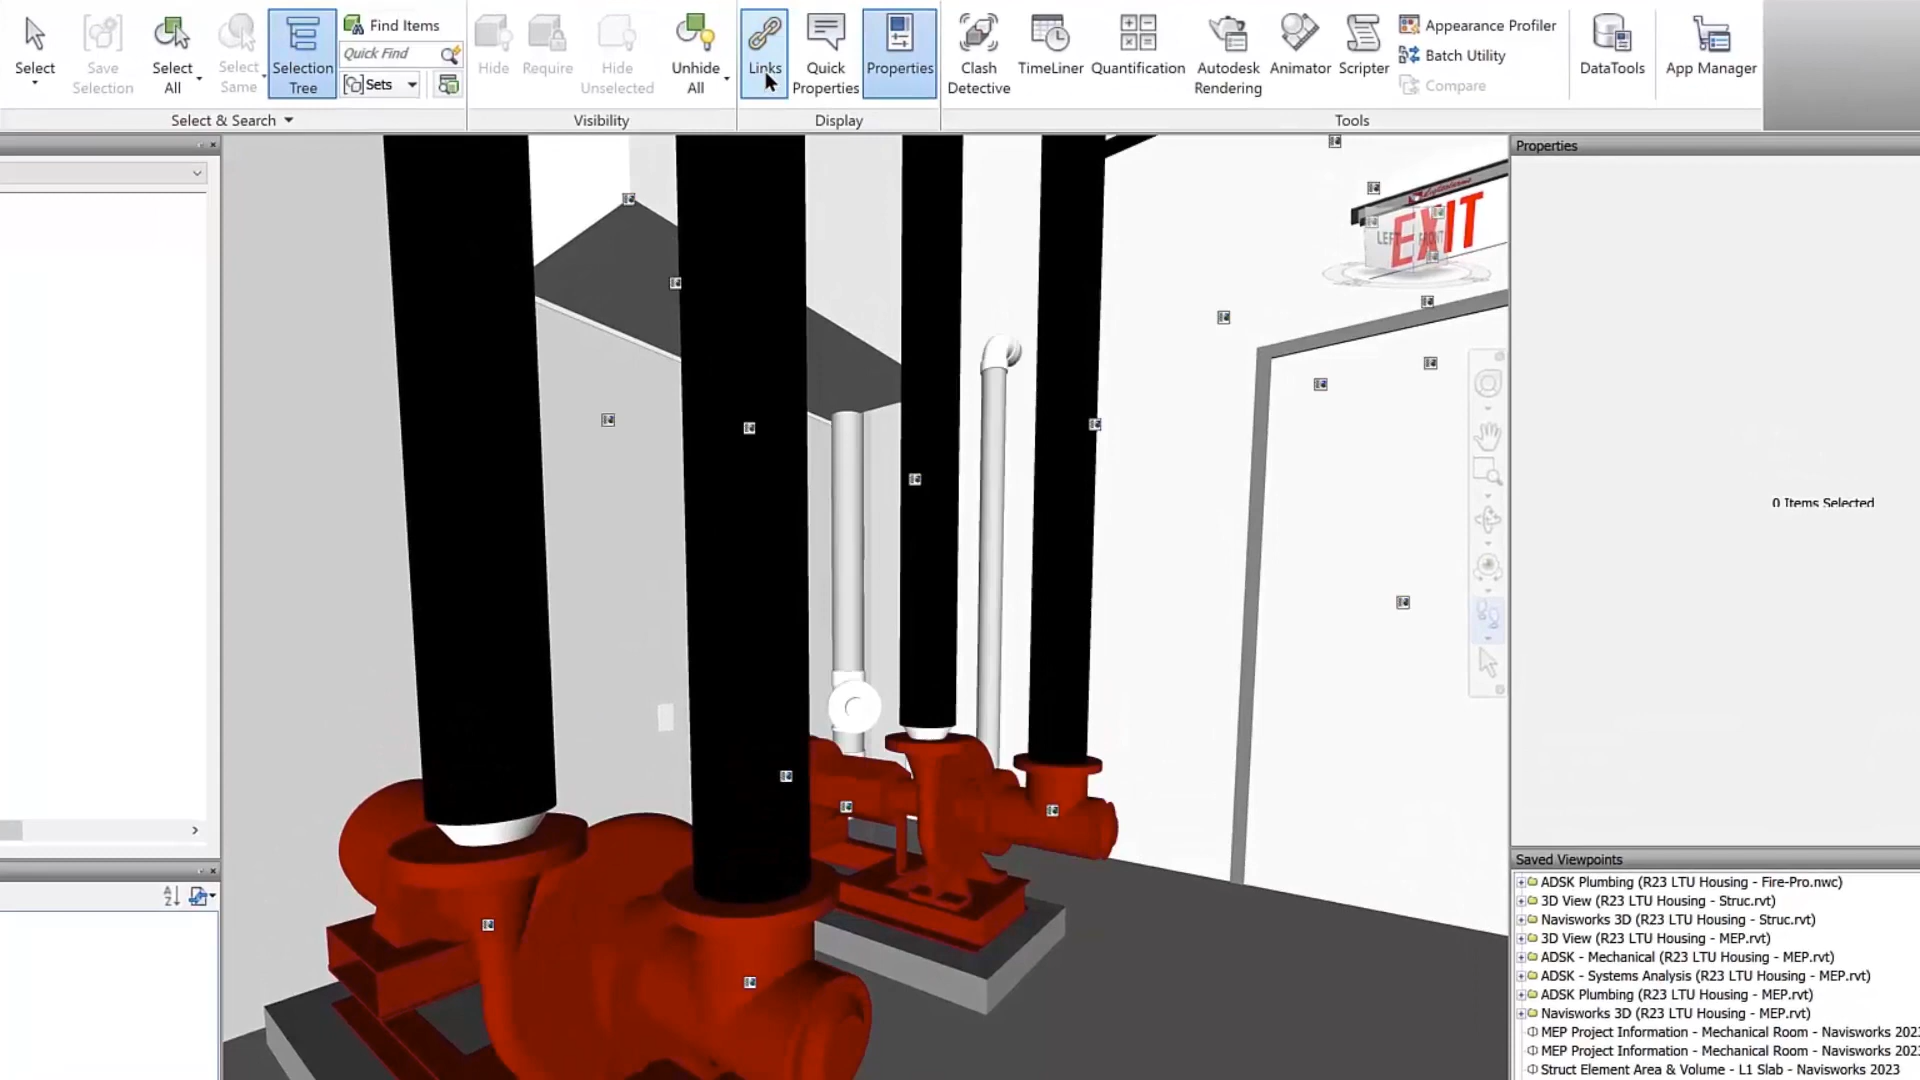 Select
Save
Selection
Select
All
Select
Same
Selection
Tree
Find Items
Quick Find
Sets
Hide
Require
Hide
Unselected
Unhide
All
Links
Quick
Properties
Properties
Clash
Detective
TimeLiner
Quantification
Autodesk
Rendering
Animator
Scripter
Appearance Profiler
Batch Utility
Compare
DataTools
App Manager
Select & Search
Visibility
Display
Tools
Properties
EXIT
LEFT
FRONT
0 Items Selected
Saved Viewpoints
ADSK Plumbing (R23 LTU Housing - Fire-Pro.nwc)
3D View (R23 LTU Housing - Struc.rvt)
Navisworks 3D (R23 LTU Housing - Struc.rvt)
3D View (R23 LTU Housing - MEP.rvt)
ADSK - Mechanical (R23 LTU Housing - MEP.rvt)
ADSK - Systems Analysis (R23 LTU Housing - MEP.rvt)
ADSK Plumbing (R23 LTU Housing - MEP.rvt)
Navisworks 3D (R23 LTU Housing - MEP.rvt)
MEP Project Information - Mechanical Room - Navisworks 2023
MEP Project Information - Mechanical Room - Navisworks 2023
Struct Element Area & Volume - L1 Slab - Navisworks 2023